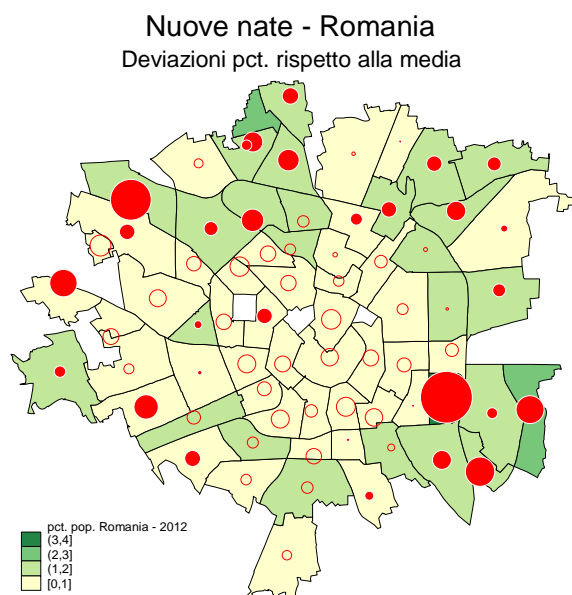 Nuove nate - Romania
Deviazioni pct. rispetto alla media
pct. pop. Romania - 2012
(3,4]
(2,3]
(1,2]
[0,1]